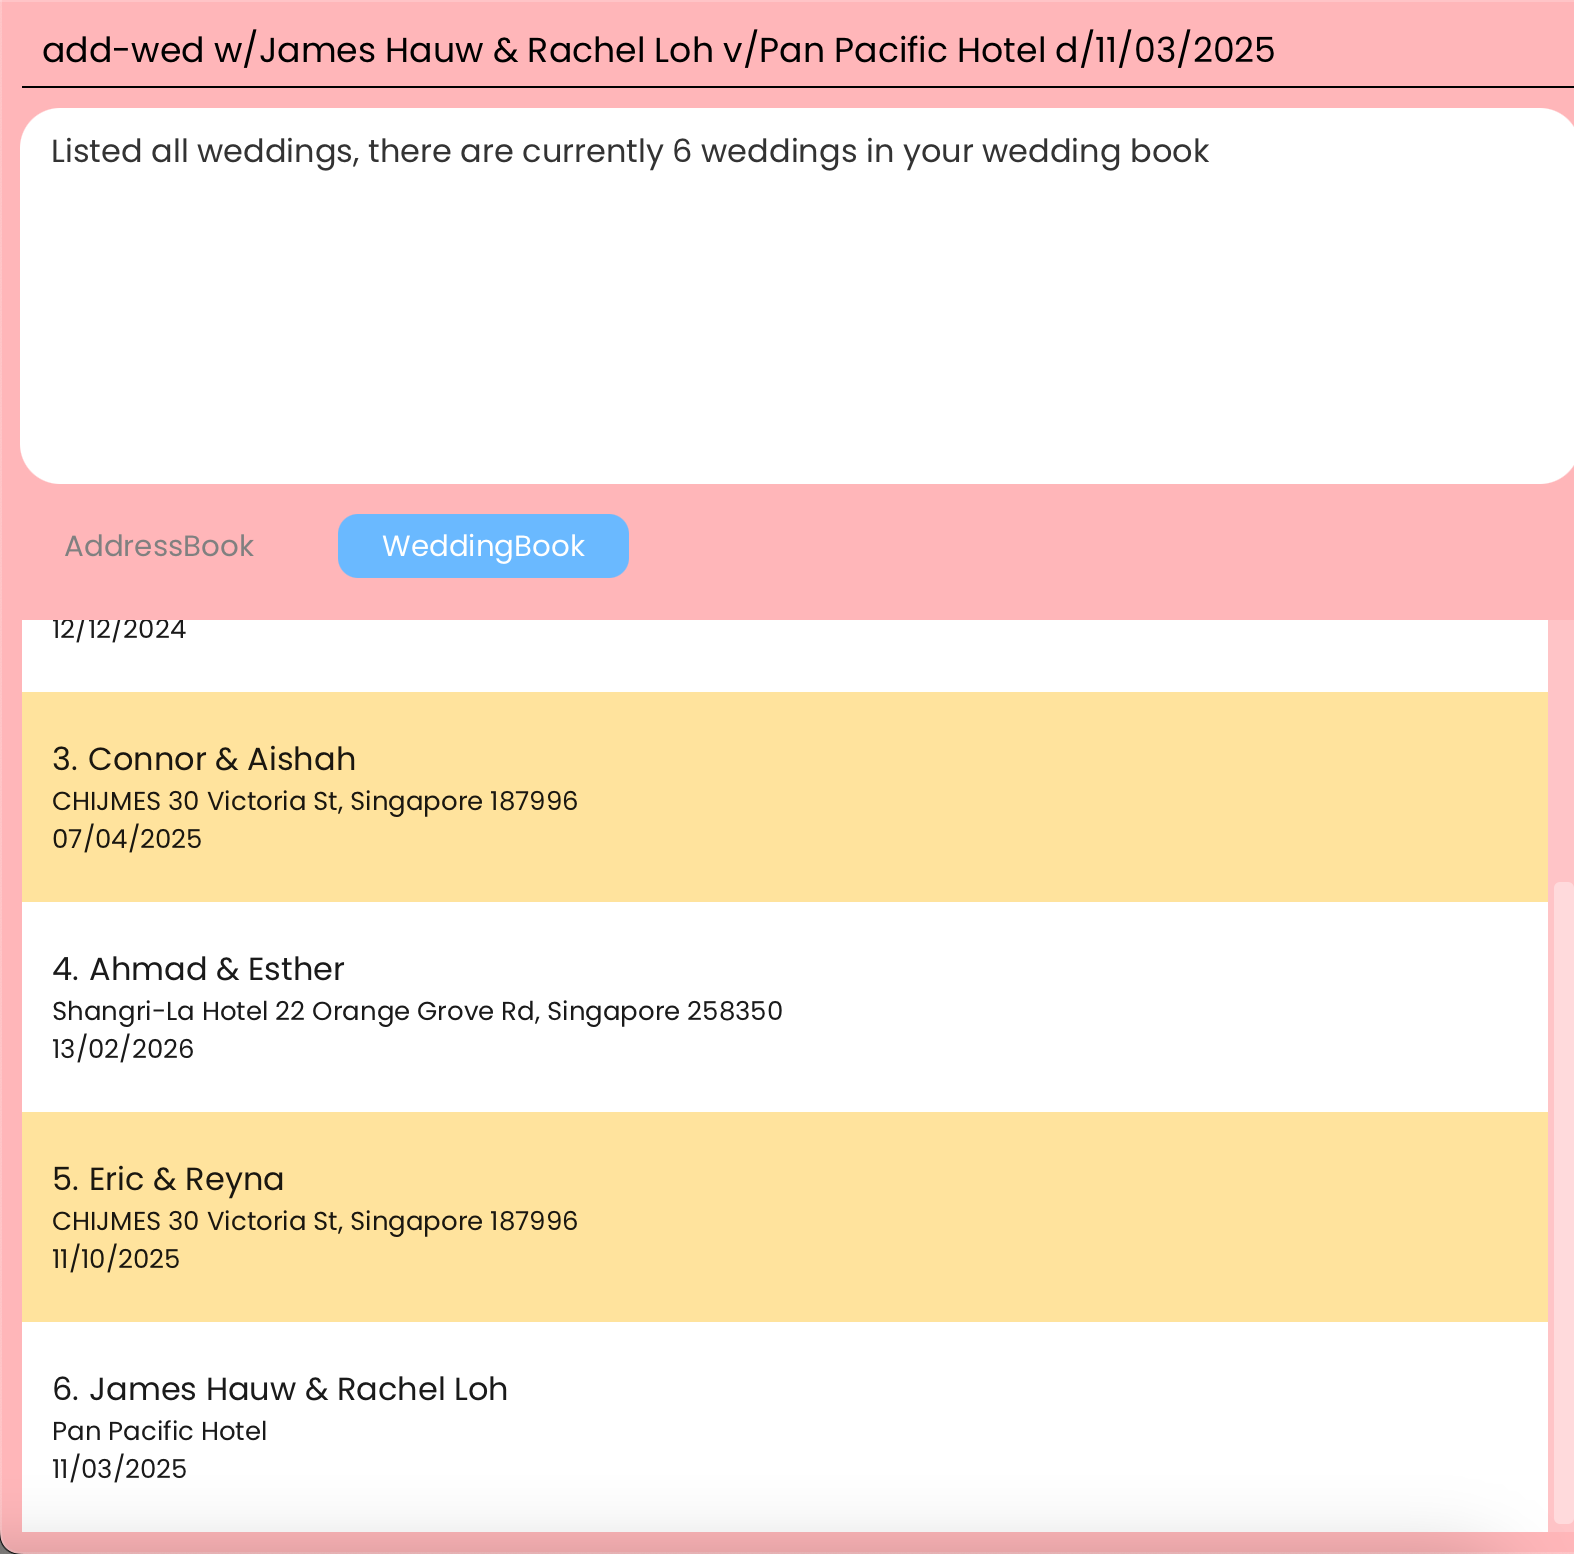 add-wed w/James Hauw & Rachel Loh v/Pan Pacific Hotel d/11/03/2025
Listed all weddings, there are currently 6 weddings in your wedding book
AddressBook
WeddingBook
12/12/2024
3. Connor & Aishah
CHIJMES 30 Victoria St, Singapore 187996
07/04/2025
4. Ahmad & Esther
Shangri-La Hotel 22 Orange Grove Rd, Singapore 258350
13/02/2026
5. Eric & Reyna
CHIJMES 30 Victoria St, Singapore 187996
11/10/2025
6. James Hauw & Rachel Loh
Pan Pacific Hotel
11/03/2025